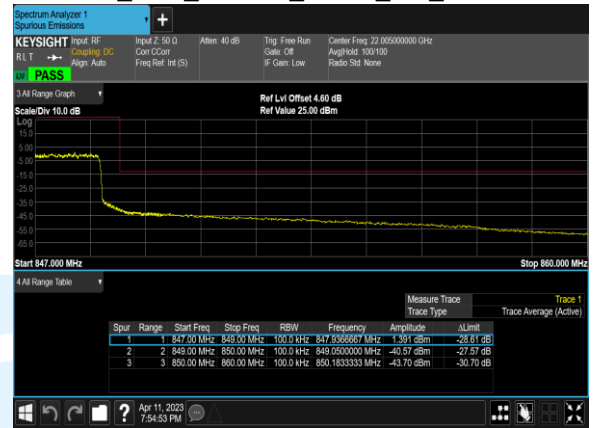 Spectrum Analyzer 1
Spurious Emissions
+
KEYSIGHT Input: RF Input Z: 50 Ω Atten: 40 dB Trig: Free Run Center Freq: 22.005000000 GHz
R L T Coupling: DC Corr CCorr Gate: Off Avg|Hold: 100/100
Align: Auto Freq Ref: Int (S) IF Gain: Low Radio Std: None
LXI PASS
3 All Range Graph
Ref Lvl Offset 4.60 dB
Scale/Div 10.0 dB Ref Value 25.00 dBm
Log
15.0
5.00
-5.00
-15.0
-25.0
-35.0
-45.0
-55.0
-65.0
Start 847.000 MHz Stop 860.000 MHz
4 All Range Table
Measure Trace Trace 1
Trace Type Trace Average (Active)
Spur Range Start Freq Stop Freq RBW Frequency Amplitude ΔLimit
1 1 847.00 MHz 849.00 MHz 100.0 kHz 847.9366667 MHz 1.391 dBm -28.61 dB
2 2 849.00 MHz 850.00 MHz 100.0 kHz 849.0500000 MHz -40.57 dBm -27.57 dB
3 3 850.00 MHz 860.00 MHz 100.0 kHz 850.1833333 MHz -43.70 dBm -30.70 dB
? Apr 11, 2023
7:54:53 PM